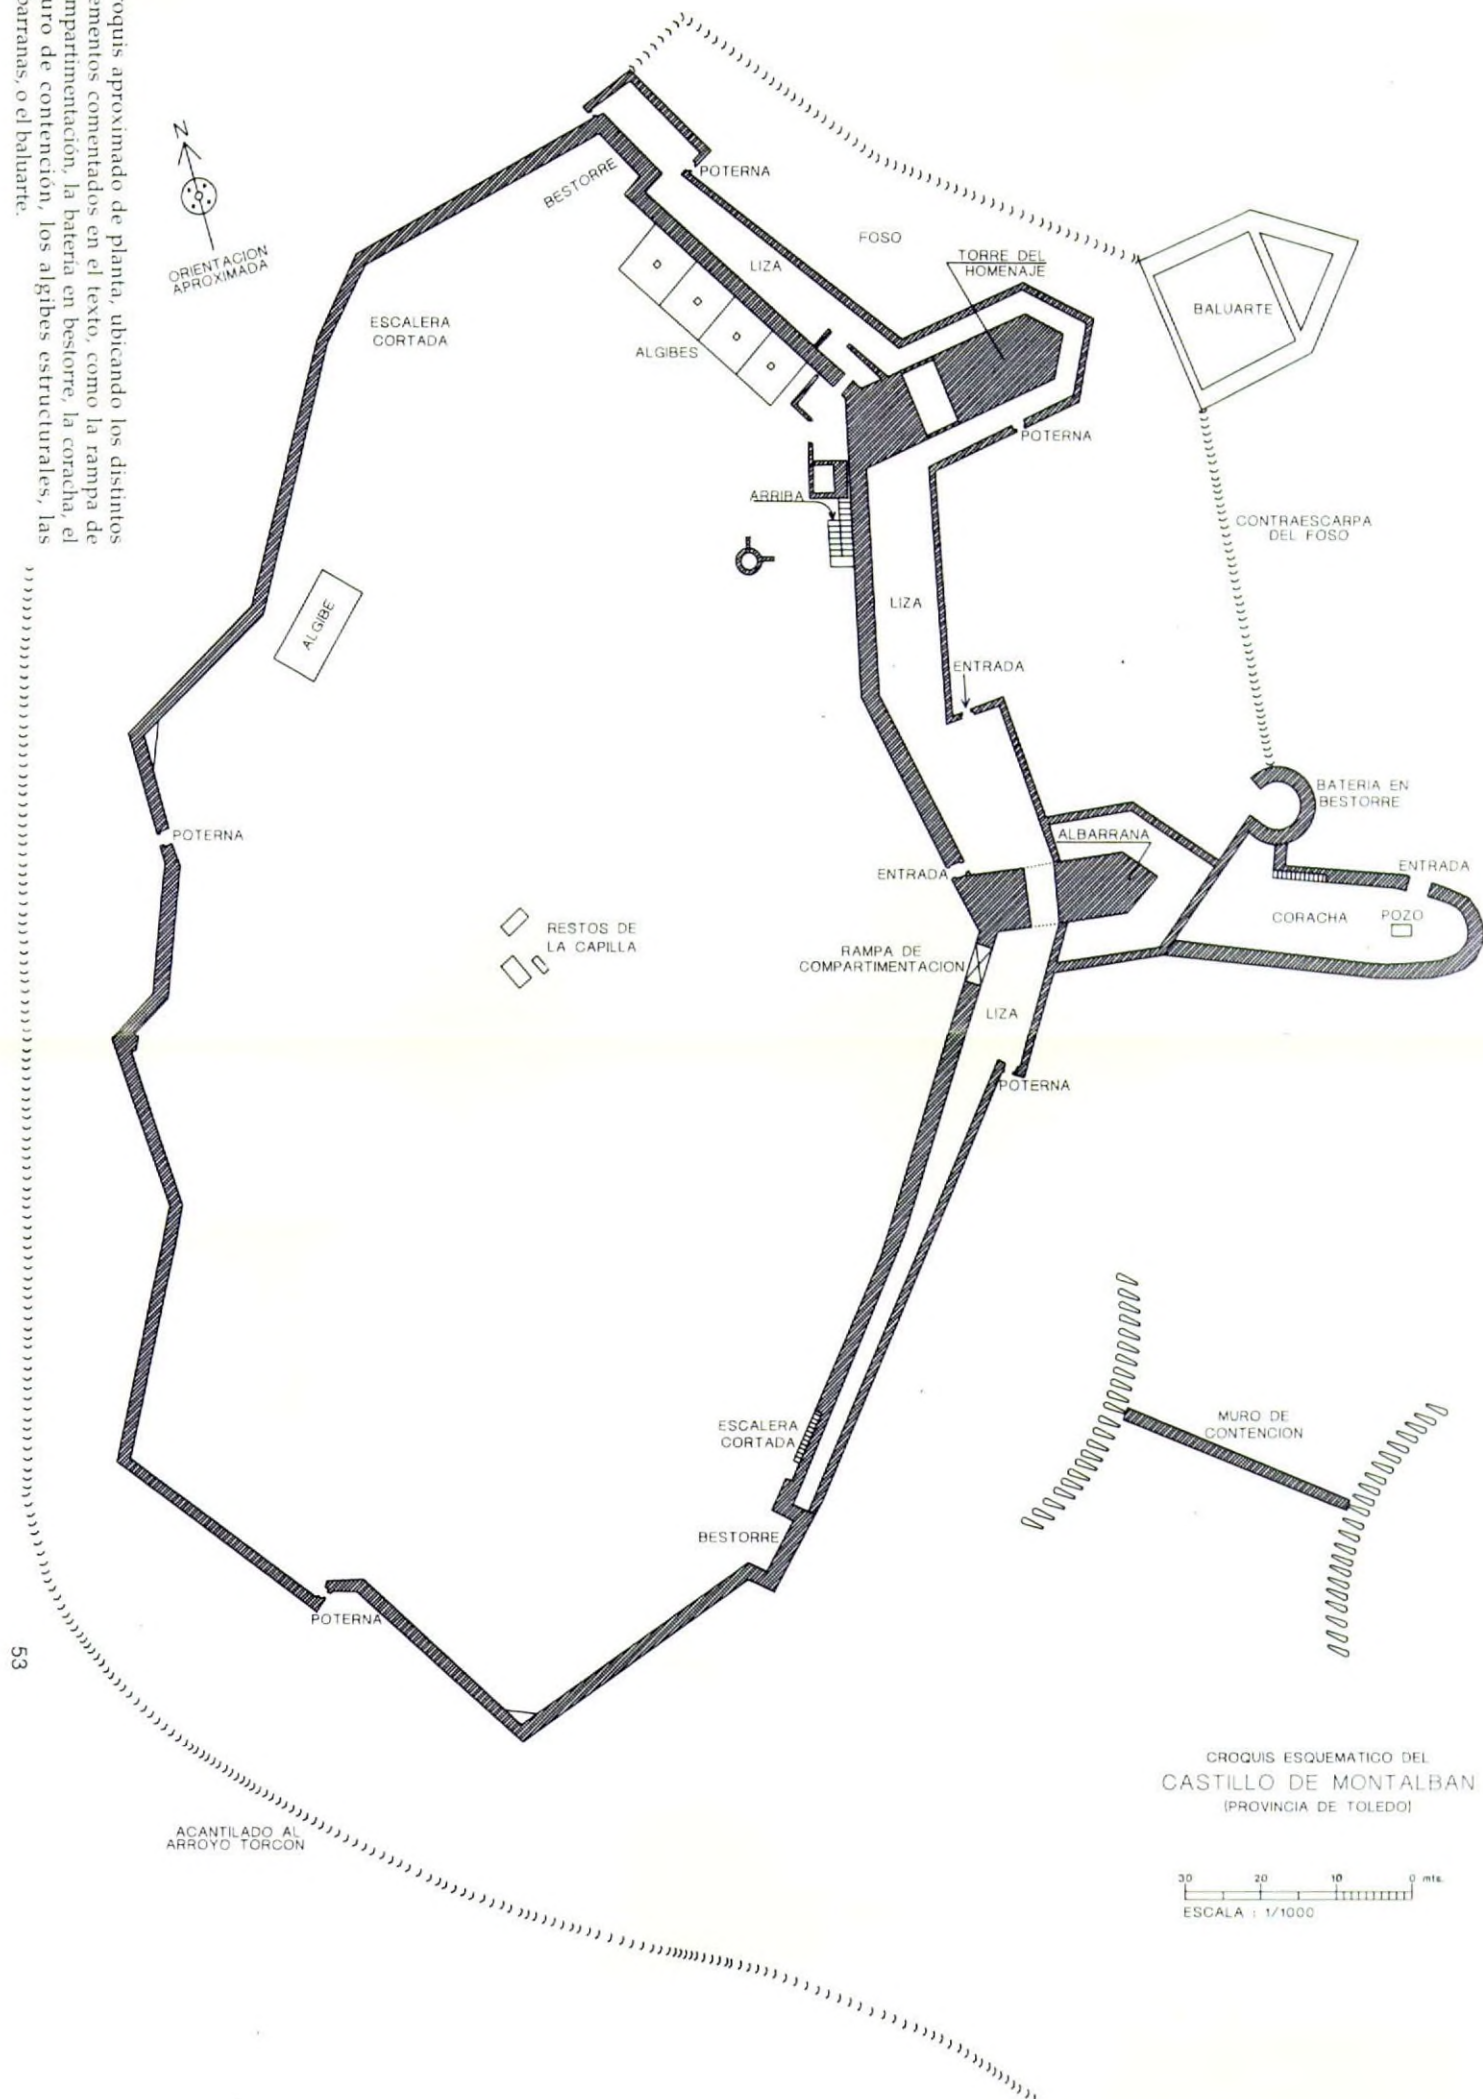 POTERNA
BESTORRE
FOSO
LIZA
TORRE DEL
HOMENAJE
BALUARTE
N
ORIENTACION
APROXIMADA
ESCALERA
CORTADA
ALGIBES
POTERNA
ARRIBA
CONTRAESCARPA
DEL FOSO
LIZA
ALGIBE
ENTRADA
BATERIA EN
BESTORRE
POTERNA
ALBARRANA
ENTRADA
ENTRADA
CORACHA
POZO
RESTOS DE
LA CAPILLA
RAMPA DE
COMPARTIMENTACION
LIZA
POTERNA
ESCALERA
CORTADA
MURO DE
CONTENCION
BESTORRE
POTERNA
ACANTILADO AL
ARROYO TORCON
CROQUIS ESQUEMATICO DEL
CASTILLO DE MONTALBAN
(PROVINCIA DE TOLEDO)
30 20 10 0 mts.
ESCALA : 1/1000
aproximado de planta, ubicando los distintos
comentados en el texto, como la rampa de
la batería en bestorre, la coracha, el
de contención, los algibes estructurales, las
o el baluarte.
53